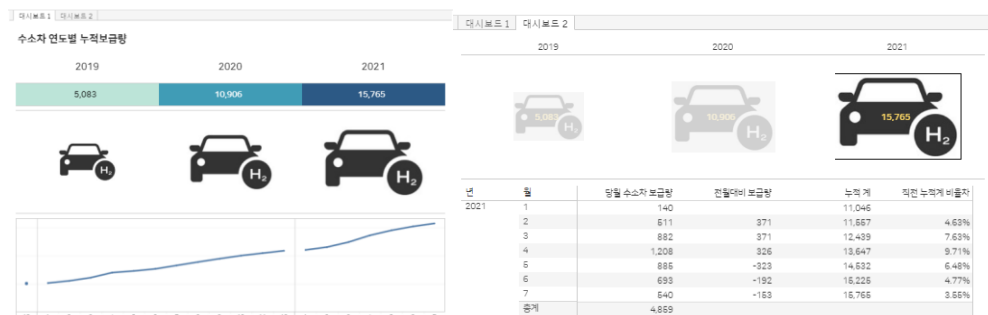 대시보드 1 대시보드 2
수소차 연도별 누적보급량
2019 2020 2021
5,083 10,906 15,765
H2 H2 H2
대시보드 1 대시보드 2
2019 2020 2021
5,083 10,906 15,765
H2 H2 H2
년 월 당월 수소차 보급량 전월대비 보급량 누적 계 직전 누적계 비율차
2021 1 140 11,046
2 511 371 11,557 4.63%
3 882 371 12,439 7.63%
4 1,208 326 13,647 9.71%
5 885 -323 14,532 6.48%
6 693 -192 15,225 4.77%
7 540 -153 15,765 3.55%
총계 4,859